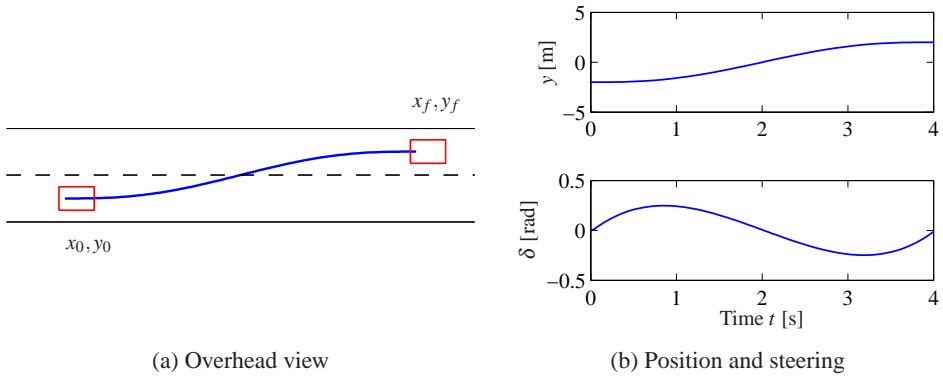 x_f, y_f
x_0, y_0
(a) Overhead view
5
0
−5
y [m]
0 1 2 3 4
0.5
0
−0.5
δ [rad]
0 1 2 3 4
Time t [s]
(b) Position and steering